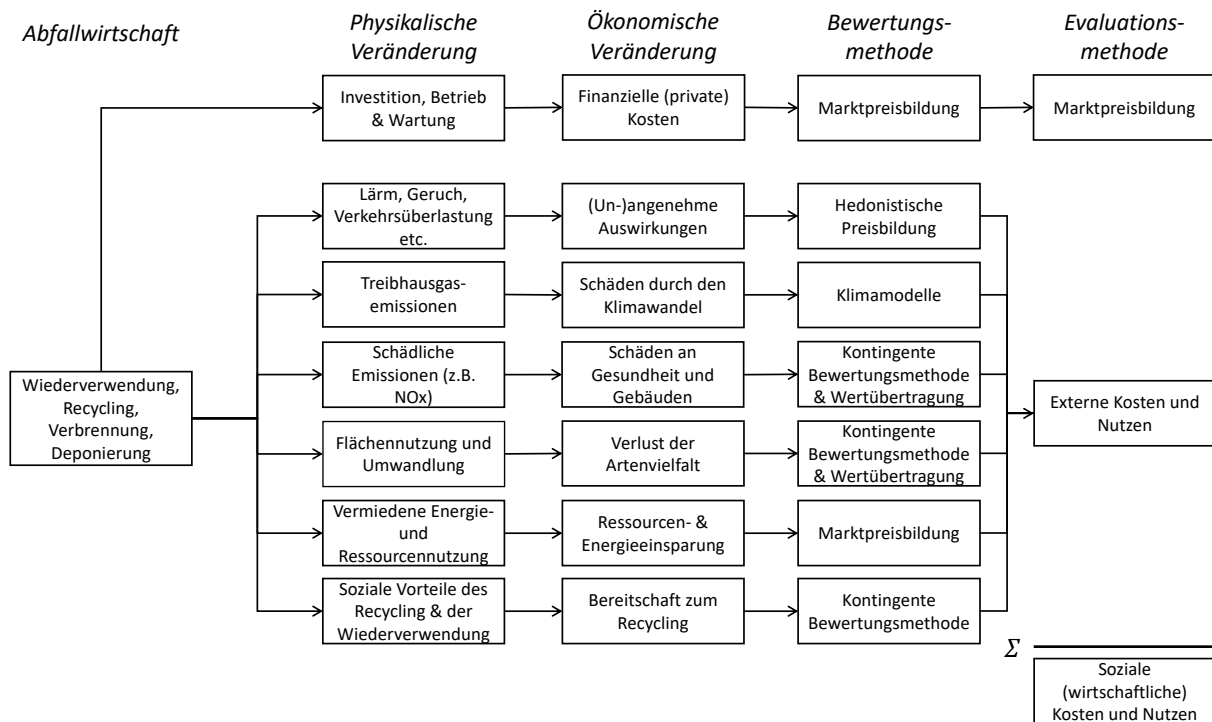 Abfallwirtschaft
Physikalische
Veränderung
Ökonomische
Veränderung
Bewertungs-
methode
Evaluations-
methode
Investition, Betrieb
& Wartung
Finanzielle (private)
Kosten
Marktpreisbildung
Marktpreisbildung
Lärm, Geruch,
Verkehrsüberlastung
etc.
(Un-)angenehme
Auswirkungen
Hedonistische
Preisbildung
Treibhausgas-
emissionen
Schäden durch den
Klimawandel
Klimamodelle
Wiederverwendung,
Recycling,
Verbrennung,
Deponierung
Schädliche
Emissionen (z.B.
NOx)
Schäden an
Gesundheit und
Gebäuden
Kontingente
Bewertungsmethode
& Wertübertragung
Externe Kosten und
Nutzen
Flächennutzung und
Umwandlung
Verlust der
Artenvielfalt
Kontingente
Bewertungsmethode
& Wertübertragung
Vermiedene Energie-
und
Ressourcennutzung
Ressourcen- &
Energieeinsparung
Marktpreisbildung
Soziale Vorteile des
Recycling & der
Wiederverwendung
Bereitschaft zum
Recycling
Kontingente
Bewertungsmethode
Σ
Soziale
(wirtschaftliche)
Kosten und Nutzen